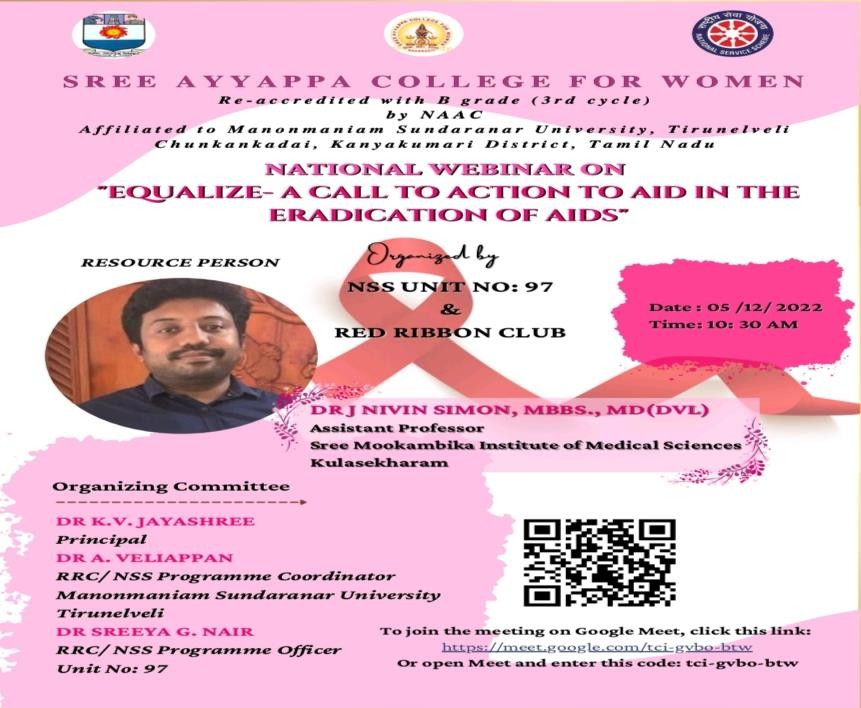 SREE AYYAPPA COLLEGE FOR WOMEN
Re-accredited with B grade (3rd cycle)
by NAAC
Affiliated to Manonmaniam Sundaranar University, Tirunelveli
Chunkankadai, Kanyakumari District, Tamil Nadu
NATIONAL WEBINAR ON
"EQUALIZE- A CALL TO ACTION TO AID IN THE
ERADICATION OF AIDS"
RESOURCE PERSON
Organized by
NSS UNIT NO: 97
&
RED RIBBON CLUB
Date : 05 /12/ 2022
Time: 10: 30 AM
DR J NIVIN SIMON, MBBS., MD(DVL)
Assistant Professor
Sree Mookambika Institute of Medical Sciences
Kulasekharam
Organizing Committee
DR K.V. JAYASHREE
Principal
DR A. VELIAPPAN
RRC/ NSS Programme Coordinator
Manonmaniam Sundaranar University
Tirunelveli
DR SREEYA G. NAIR
RRC/ NSS Programme Officer
Unit No: 97
To join the meeting on Google Meet, click this link:
https://meet.google.com/tci-gvbo-btw
Or open Meet and enter this code: tci-gvbo-btw
राष्ट्रीय सेवा योजना
NATIONAL SERVICE SCHEME